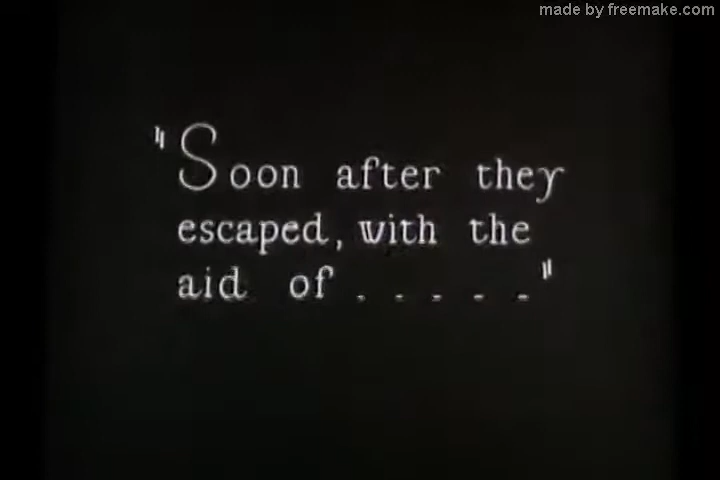 made by freemake.com
"Soon after they
escaped, with the
aid of . . . . ."